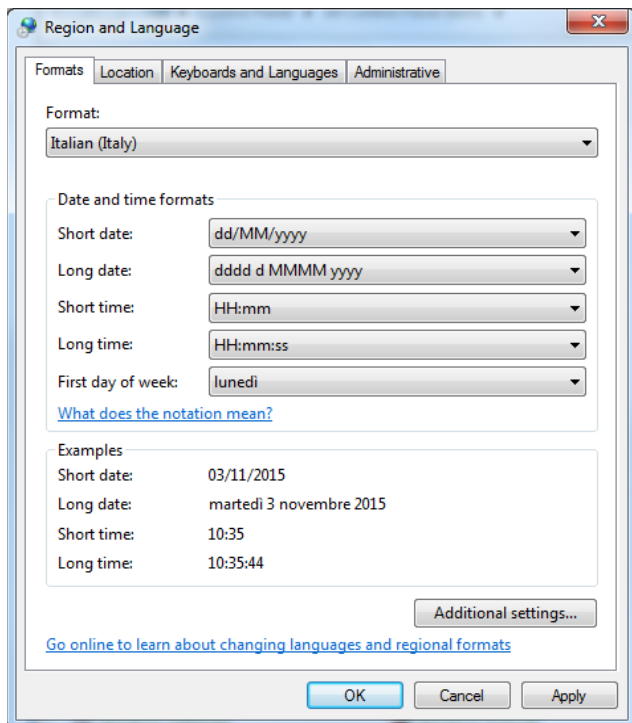 Region and Language
Formats Location Keyboards and Languages Administrative
Format:
Italian (Italy)
Date and time formats
Short date: dd/MM/yyyy
Long date: dddd d MMMM yyyy
Short time: HH:mm
Long time: HH:mm:ss
First day of week: lunedì
What does the notation mean?
Examples
Short date: 03/11/2015
Long date: martedì 3 novembre 2015
Short time: 10:35
Long time: 10:35:44
Additional settings...
Go online to learn about changing languages and regional formats
OK Cancel Apply